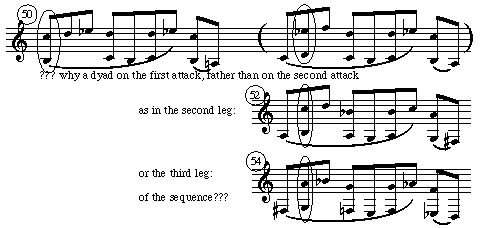 50
??? why a dyad on the first attack, rather than on the second attack
52
as in the second leg:
54
or the third leg:
of the sequence???